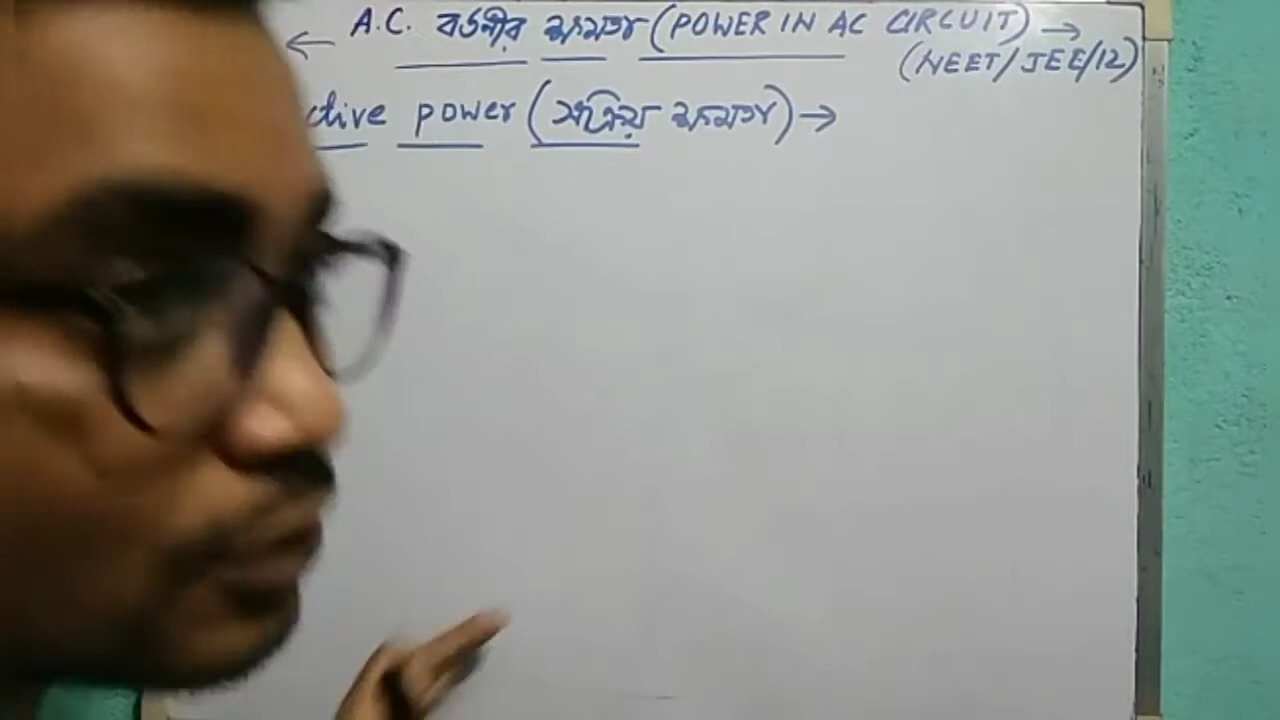 ← A.C. বর্তনীর ক্ষমতা (POWER IN AC CIRCUIT) →
(NEET/JEE/12)
ctive power (সক্রিয় ক্ষমতা) →